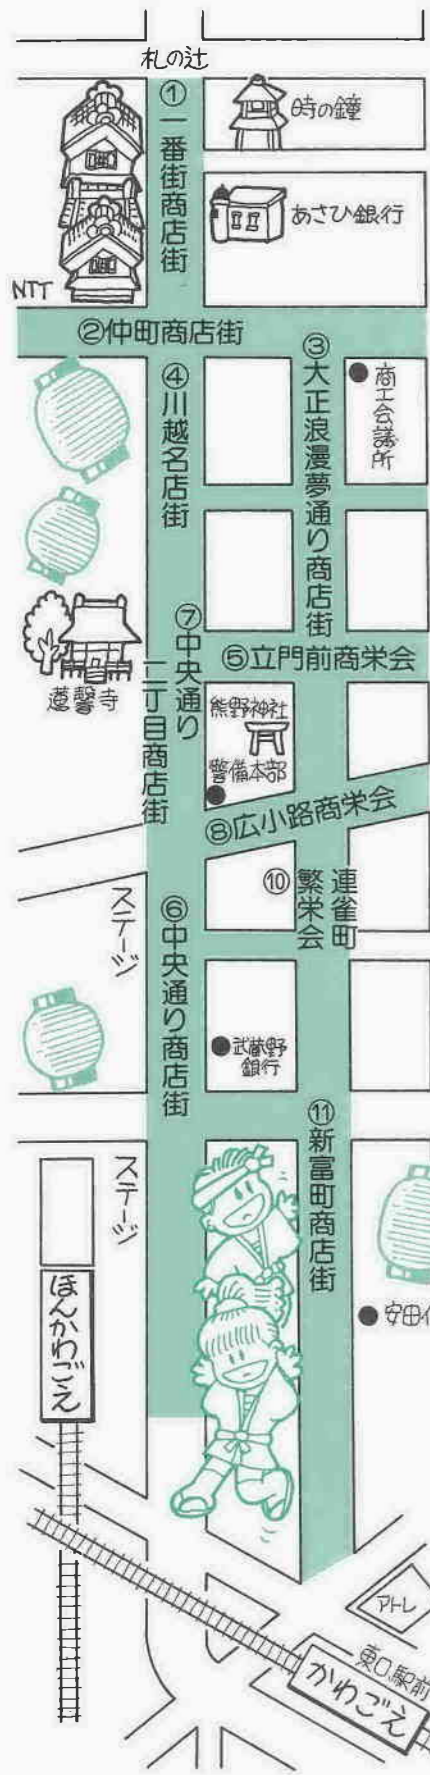 札の辻
①一番街商店街
時の鐘
あさひ銀行
NTT
②仲町商店街
③大正浪漫夢通り商店街
●商工会議所
④川越名店街
⑦中央通り
二丁目商店街
⑤立門前商栄会
蓮馨寺
熊野神社
警備本部
⑧広小路商栄会
⑩連雀町
繁栄会
ステージ
⑥中央通り商店街
●武蔵野
銀行
⑪新富町商店街
ステージ
ほんかわごえ
●安田
アトレ
東口駅前
かわごえ